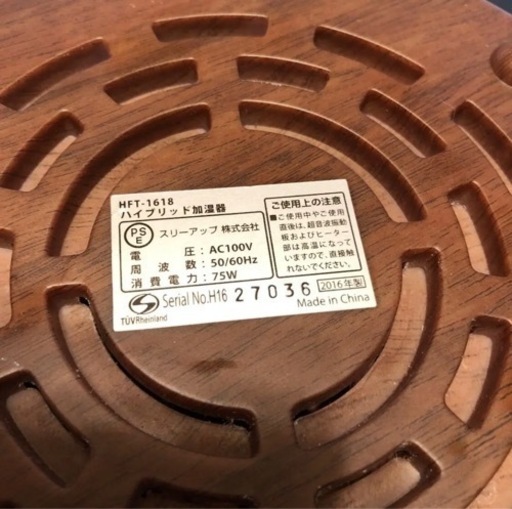 HFT-1618
ハイブリッド加湿器
PSE スリーアップ 株式会社
電　　圧：AC100V
周 波 数：50/60Hz
消費電力：75W
TÜVRheinland
Serial No.H16 27036
ご使用上の注意
■ご使用中やご使用
直後は、超音波振動
板およびヒーター
部は高温になって
いますので、直接触
れないでください。
2016年製
Made in China